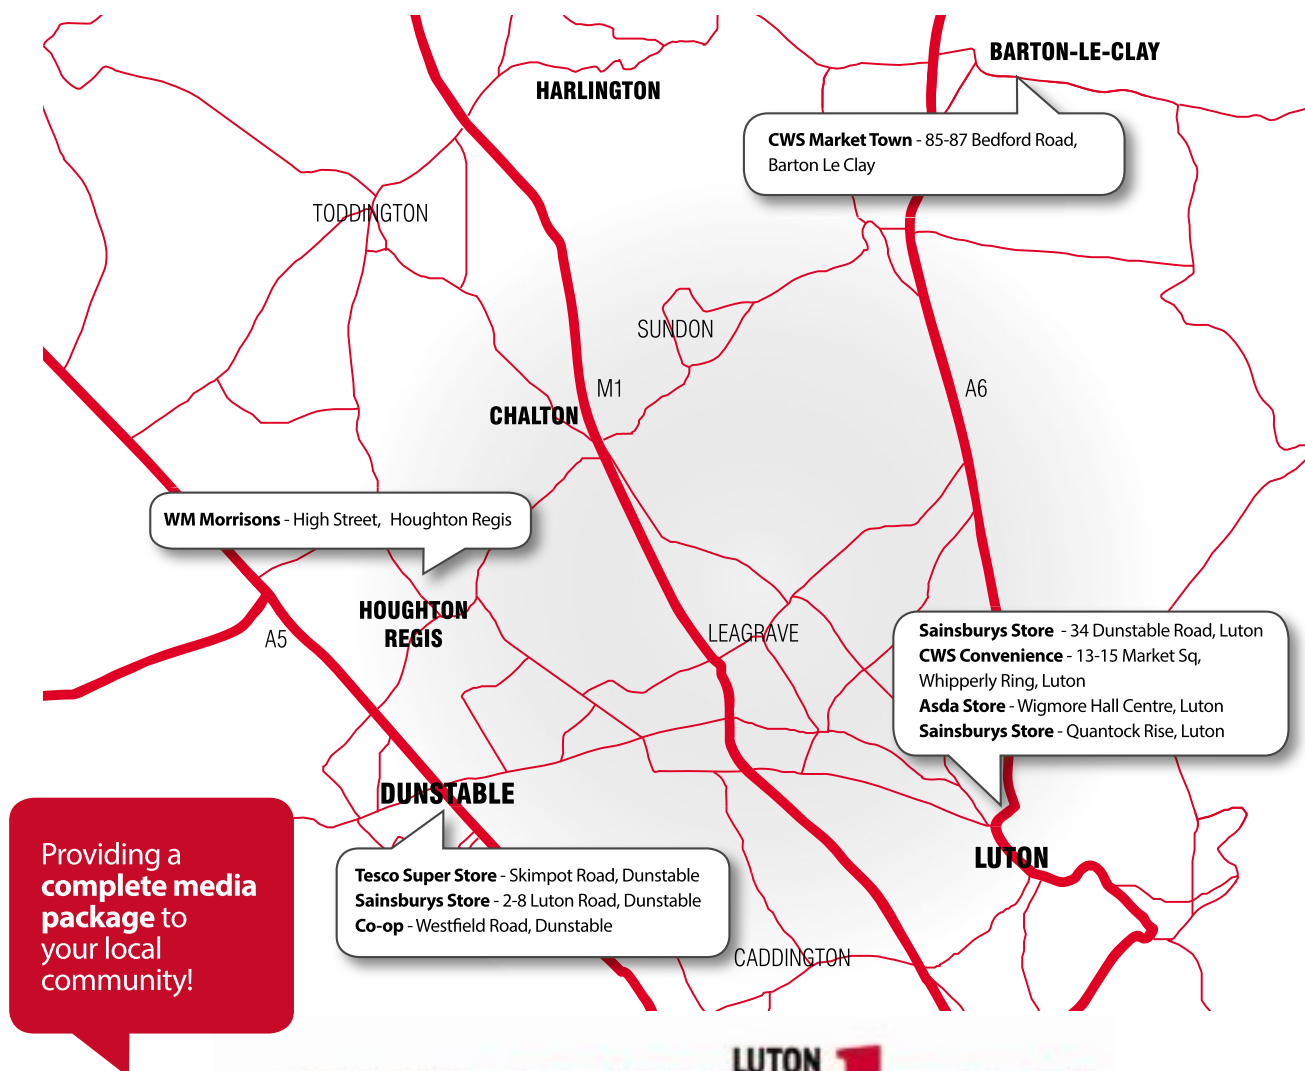 BARTON-LE-CLAY
HARLINGTON
CWS Market Town - 85-87 Bedford Road,
Barton Le Clay
TODDINGTON
SUNDON
M1
A6
CHALTON
WM Morrisons - High Street, Houghton Regis
HOUGHTON
REGIS
A5
LEAGRAVE
Sainsburys Store - 34 Dunstable Road, Luton
CWS Convenience - 13-15 Market Sq,
Whipperly Ring, Luton
Asda Store - Wigmore Hall Centre, Luton
Sainsburys Store - Quantock Rise, Luton
DUNSTABLE
LUTON
Tesco Super Store - Skimpot Road, Dunstable
Sainsburys Store - 2-8 Luton Road, Dunstable
Co-op - Westfield Road, Dunstable
CADDINGTON
Providing a
complete media
package to
your local
community!
LUTON